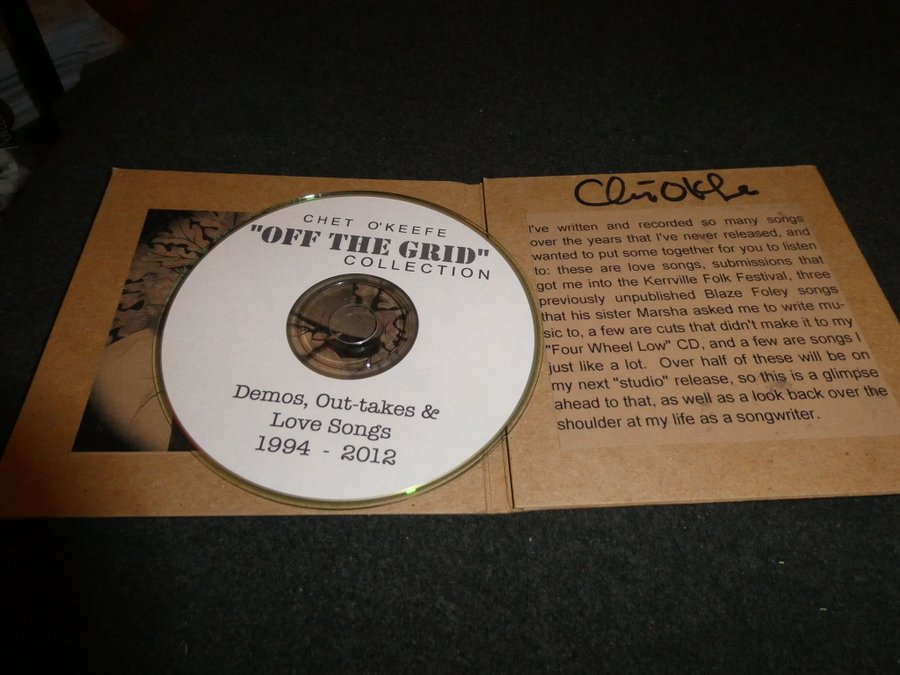 CHET O'KEEFE
"OFF THE GRID"
COLLECTION
Demos, Out-takes &
Love Songs
1994 - 2012
I've written and recorded so many songs
over the years that I've never released, and
wanted to put some together for you to listen
to: these are love songs, submissions that
got me into the Kerrville Folk Festival, three
previously unpublished Blaze Foley songs
that his sister Marsha asked me to write mu-
sic to, a few are cuts that didn't make it to my
"Four Wheel Low" CD, and a few are songs I
just like a lot. Over half of these will be on
my next "studio" release, so this is a glimpse
ahead to that, as well as a look back over the
shoulder at my life as a songwriter.